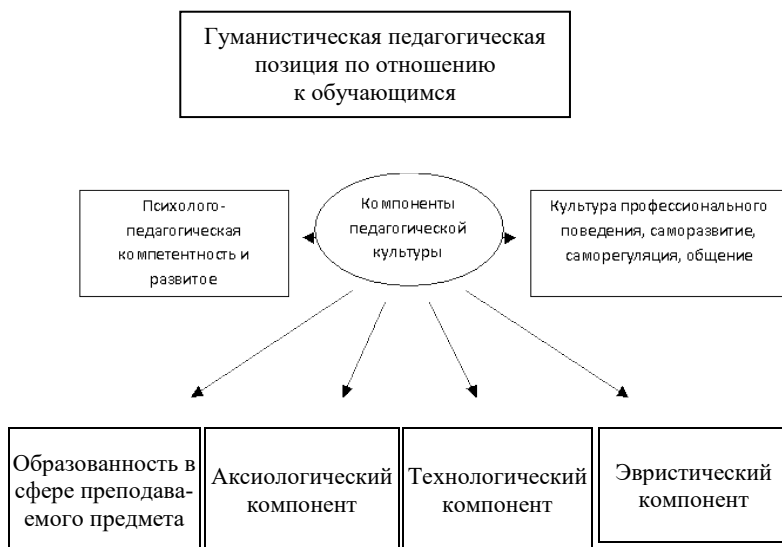 Гуманистическая педагогическая
позиция по отношению
к обучающимся
Психолого-
педагогическая
компетентность и
развитое
Компоненты
педагогической
культуры
Культура профессионального
поведения, саморазвитие,
саморегуляция, общение
Образованность в
сфере преподава-
емого предмета
Аксиологический
компонент
Технологический
компонент
Эвристический
компонент